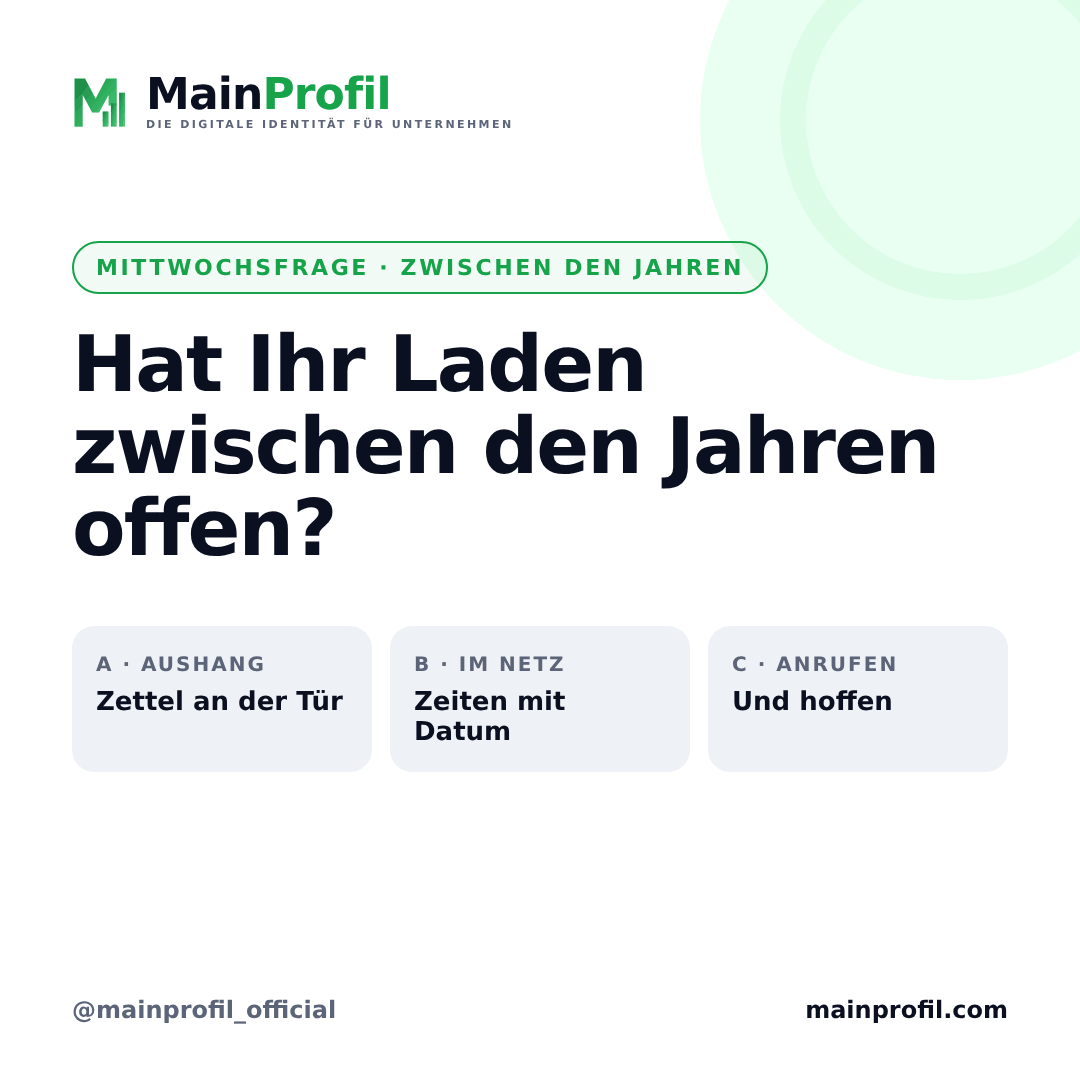 MainProfil
DIE DIGITALE IDENTITÄT FÜR UNTERNEHMEN
MITTWOCHSFRAGE · ZWISCHEN DEN JAHREN
Hat Ihr Laden
zwischen den Jahren
offen?
A · AUSHANG
Zettel an der Tür
B · IM NETZ
Zeiten mit
Datum
C · ANRUFEN
Und hoffen
@mainprofil_official
mainprofil.com